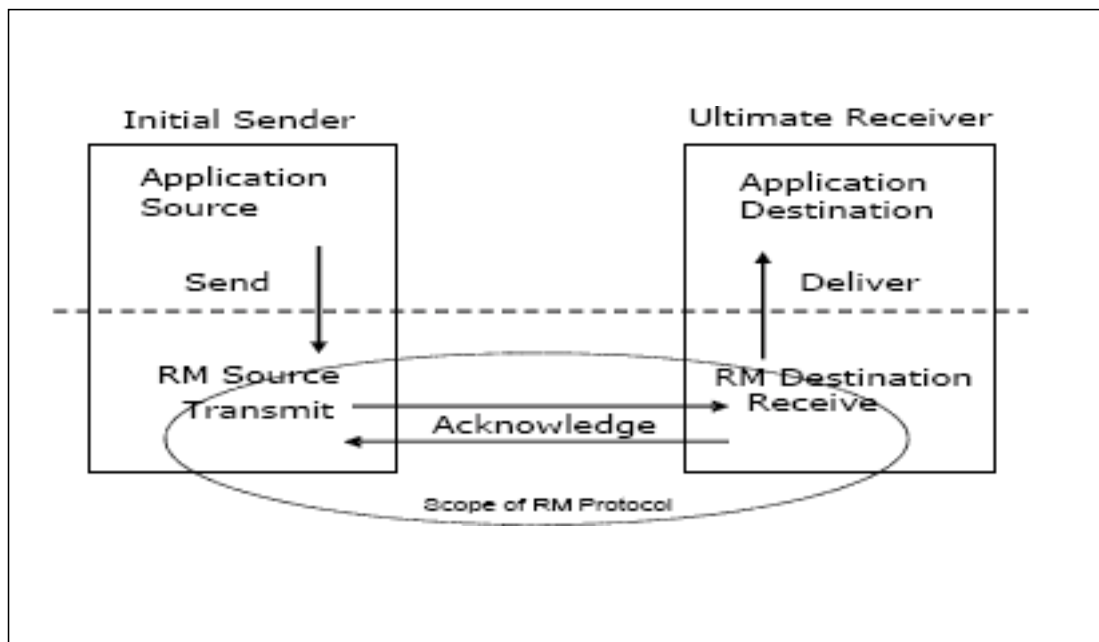 Initial Sender
Application
Source
Send
RM Source
Transmit
Ultimate Receiver
Application
Destination
Deliver
RM Destination
Receive
Acknowledge
Scope of RM Protocol